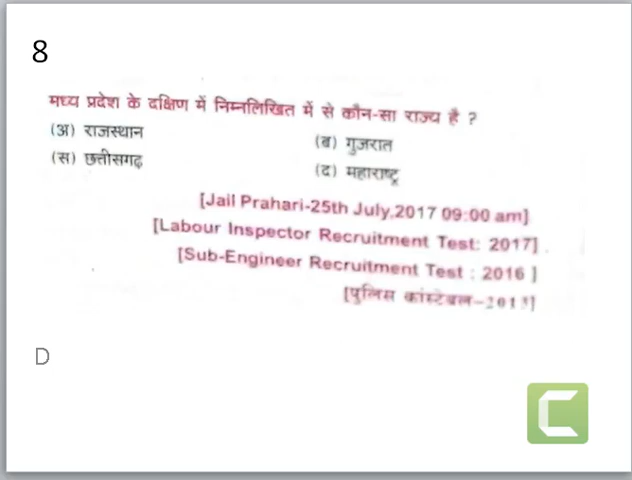 8
मध्य प्रदेश के दक्षिण में निम्नलिखित में से कौन-सा राज्य है ?
(अ) राजस्थान
(ब) गुजरात
(स) छत्तीसगढ़
(द) महाराष्ट्र
[Jail Prahari-25th July,2017 09:00 am]
[Labour Inspector Recruitment Test: 2017] .
[Sub-Engineer Recruitment Test : 2016 ]
[पुलिस कांस्टेबल
D